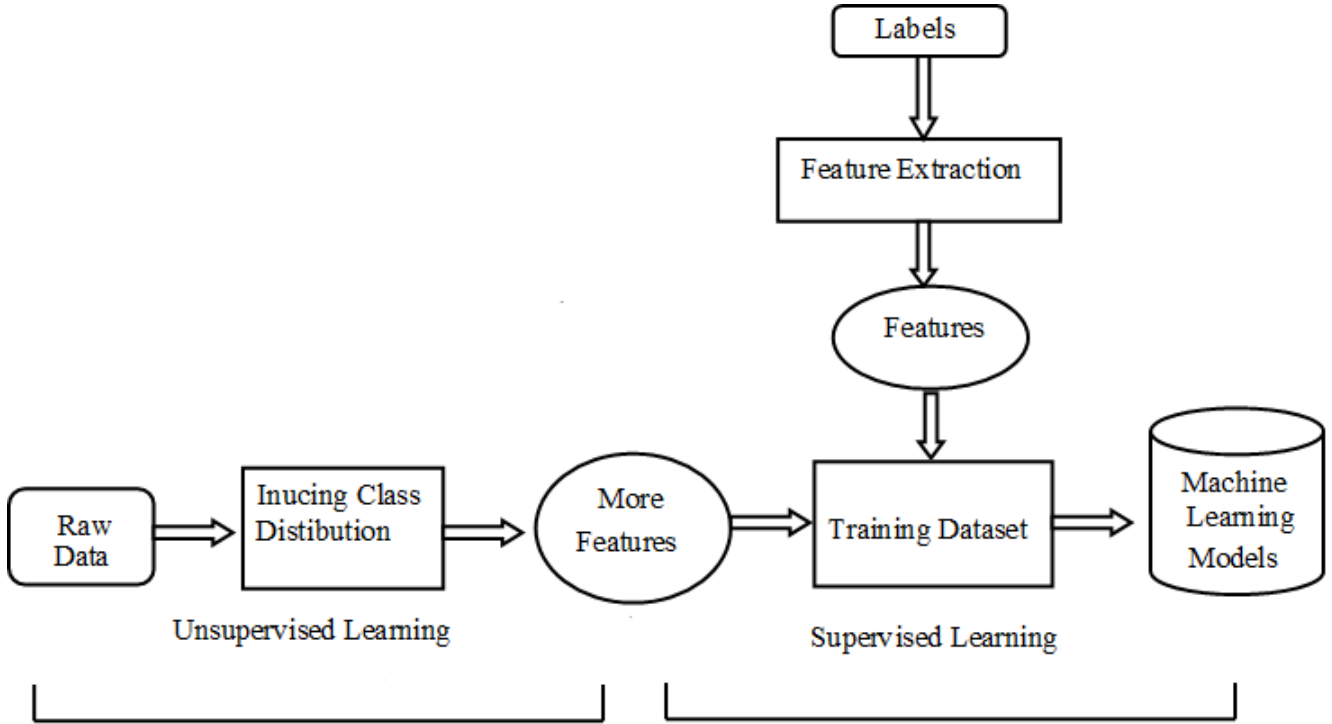 Labels
Feature Extraction
Features
Raw
Data
Inucing Class
Distibution
More
Features
Training Dataset
Machine
Learning
Models
Unsupervised Learning
Supervised Learning